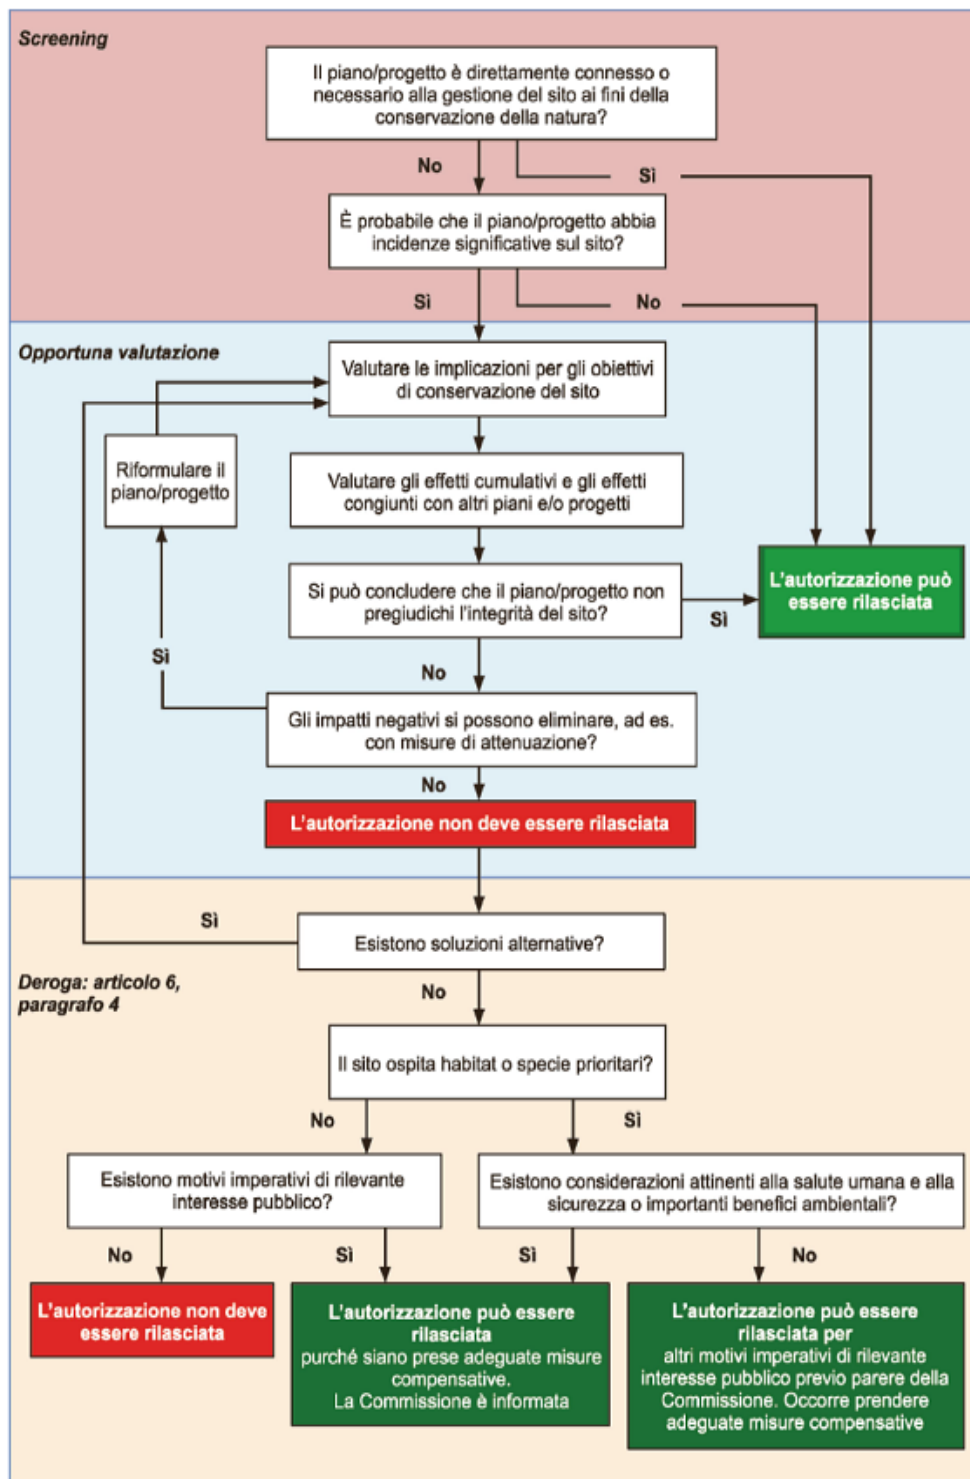 Screening
Il piano/progetto è direttamente connesso o
necessario alla gestione del sito ai fini della
conservazione della natura?
No
Sì
È probabile che il piano/progetto abbia
incidenze significative sul sito?
Sì
No
Opportuna valutazione
Valutare le implicazioni per gli obiettivi
di conservazione del sito
Riformulare il
piano/progetto
Valutare gli effetti cumulativi e gli effetti
congiunti con altri piani e/o progetti
L'autorizzazione può
essere rilasciata
Si può concludere che il piano/progetto non
pregiudichi l'integrità del sito?
Sì
Sì
No
Gli impatti negativi si possono eliminare, ad es.
con misure di attenuazione?
No
L'autorizzazione non deve essere rilasciata
Sì
Esistono soluzioni alternative?
Deroga: articolo 6,
paragrafo 4
No
Il sito ospita habitat o specie prioritari?
No
Sì
Esistono motivi imperativi di rilevante
interesse pubblico?
Esistono considerazioni attinenti alla salute umana e alla
sicurezza o importanti benefici ambientali?
No
Sì
Sì
No
L'autorizzazione non deve
essere rilasciata
L'autorizzazione può essere
rilasciata
purché siano prese adeguate misure
compensative.
La Commissione è informata
L'autorizzazione può essere
rilasciata per
altri motivi imperativi di rilevante
interesse pubblico previo parere della
Commissione. Occorre prendere
adeguate misure compensative